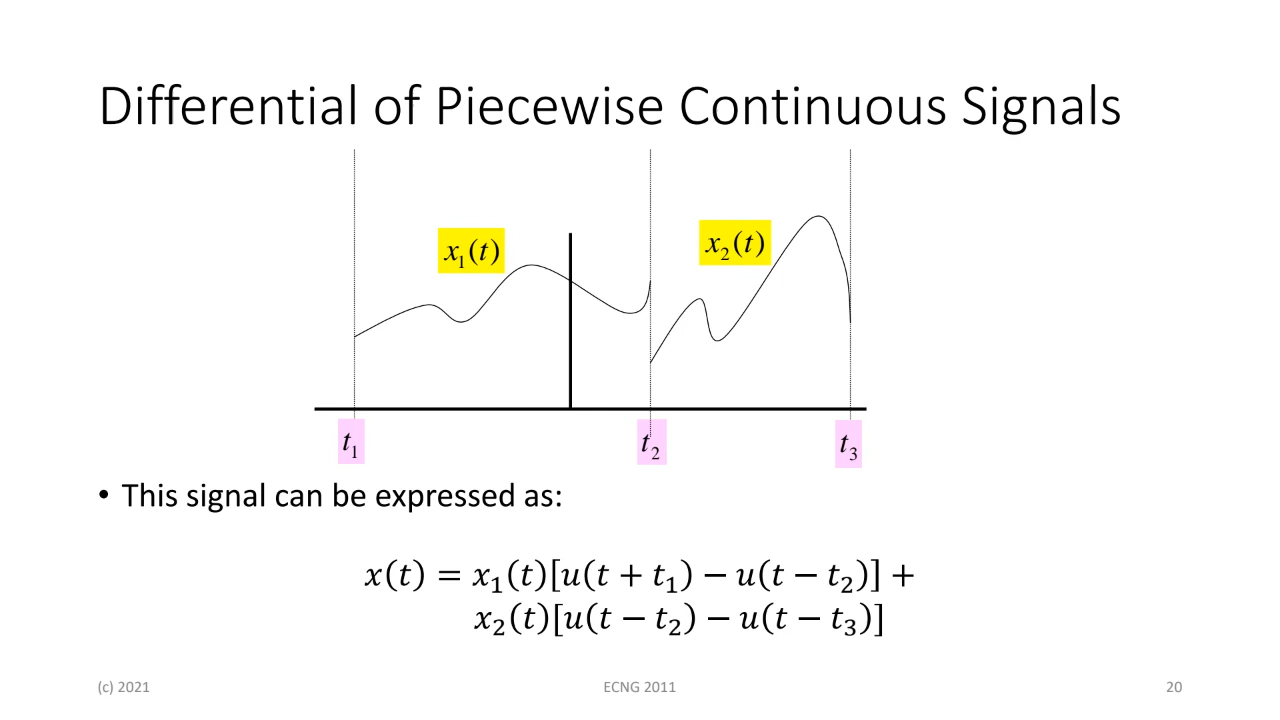 Differential of Piecewise Continuous Signals
x₁(t)
x₂(t)
t₁
t₂
t₃
• This signal can be expressed as:
x(t) = x₁(t)[u(t + t₁) − u(t − t₂)] +
x₂(t)[u(t − t₂) − u(t − t₃)]
(c) 2021
ECNG 2011
20